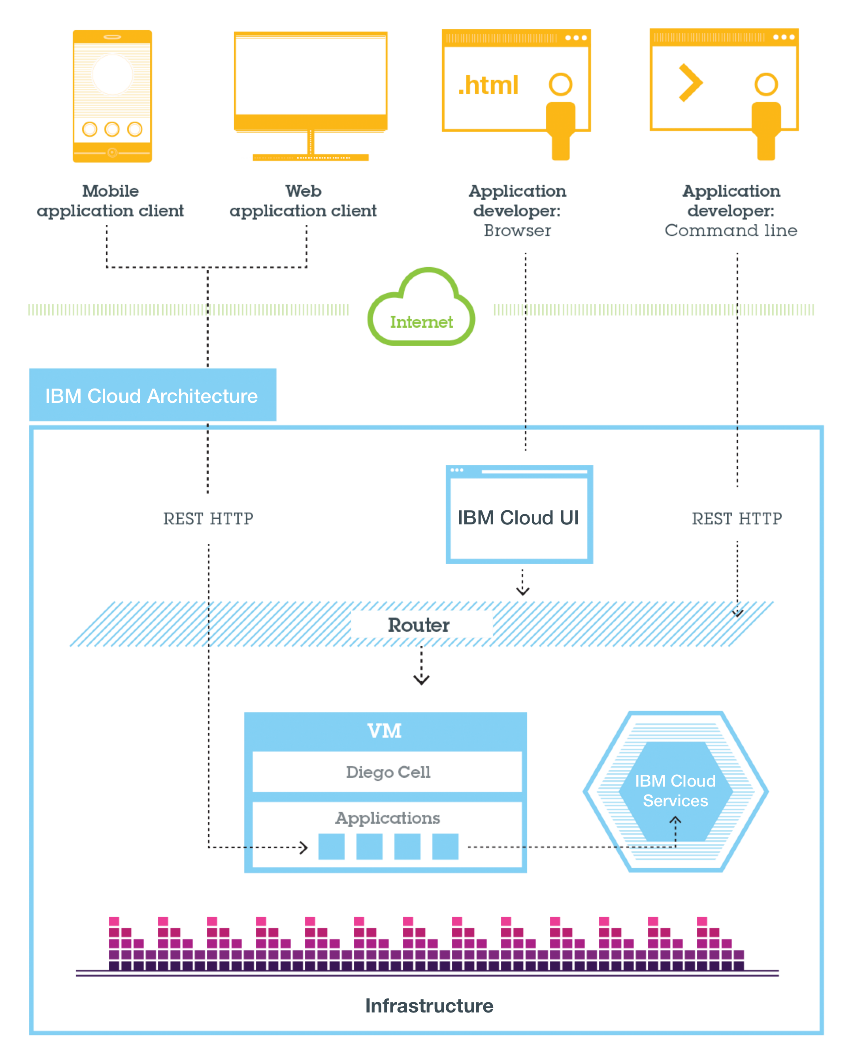 .html
Mobile
application client
Web
application client
Application
developer:
Browser
Application
developer:
Command line
Internet
IBM Cloud Architecture
REST HTTP
IBM Cloud UI
REST HTTP
Router
VM
Diego Cell
Applications
IBM Cloud
Services
Infrastructure